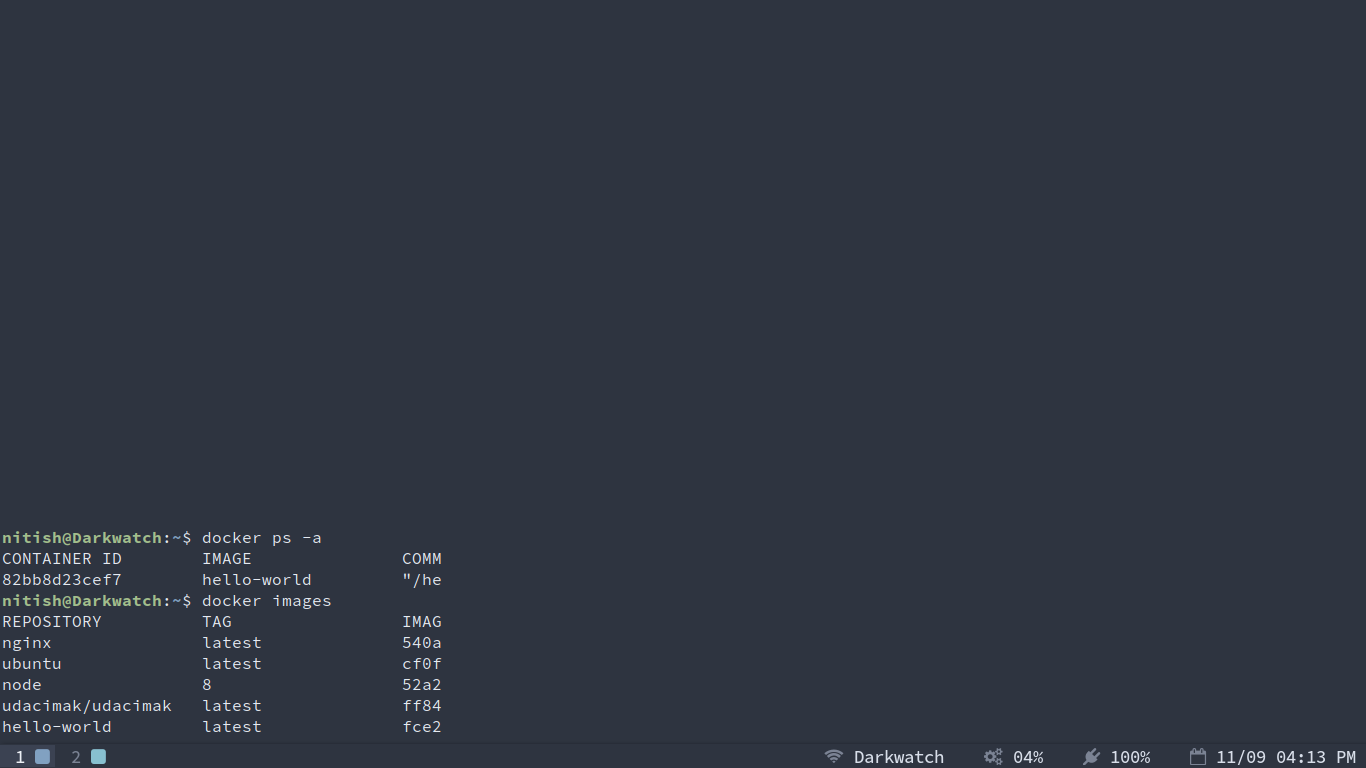 nitish@Darkwatch:~$ docker ps -a
CONTAINER ID        IMAGE               COMM
82bb8d23cef7        hello-world         "/he
nitish@Darkwatch:~$ docker images
REPOSITORY          TAG                 IMAG
nginx               latest              540a
ubuntu              latest              cf0f
node                8                   52a2
udacimak/udacimak   latest              ff84
hello-world         latest              fce2
1 2 Darkwatch 04% 100% 11/09 04:13 PM